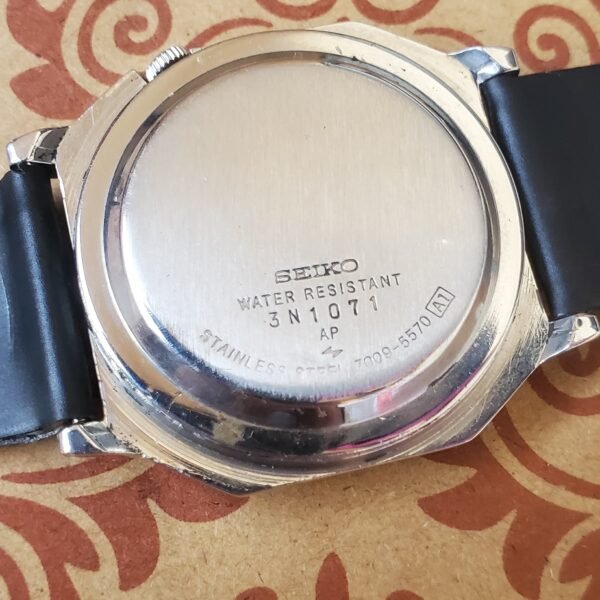 SEIKO
WATER RESISTANT
3N1071
AP
STAINLESS STEEL 7009-5570 A1